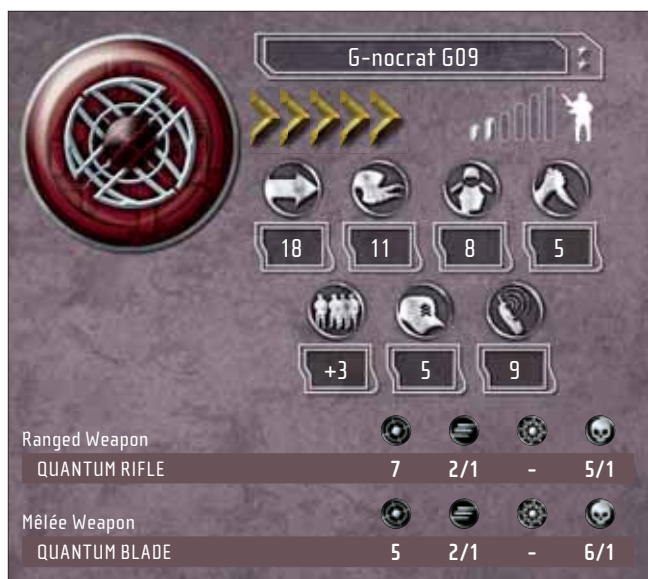 G-nocrat G09
18 11 8 5
+3 5 9
Ranged Weapon
QUANTUM RIFLE 7 2/1 - 5/1
Mêlée Weapon
QUANTUM BLADE 5 2/1 - 6/1